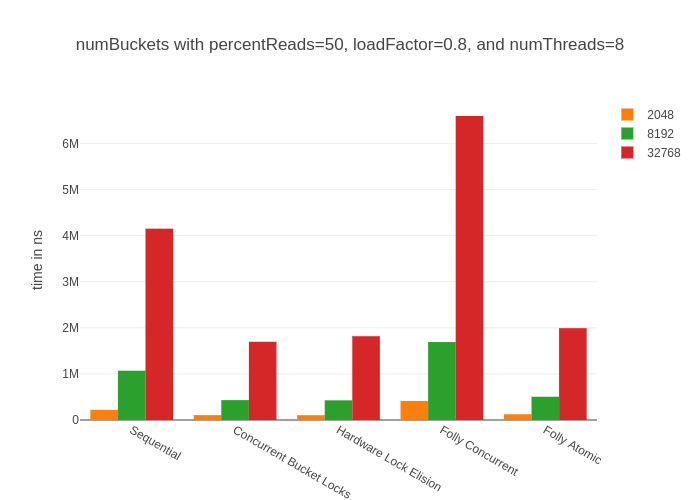 numBuckets with percentReads=50, loadFactor=0.8, and numThreads=8
2048
8192
32768
time in ns
6M
5M
4M
3M
2M
1M
0
Sequential
Concurrent Bucket Locks
Hardware Lock Elision
Folly Concurrent
Folly Atomic